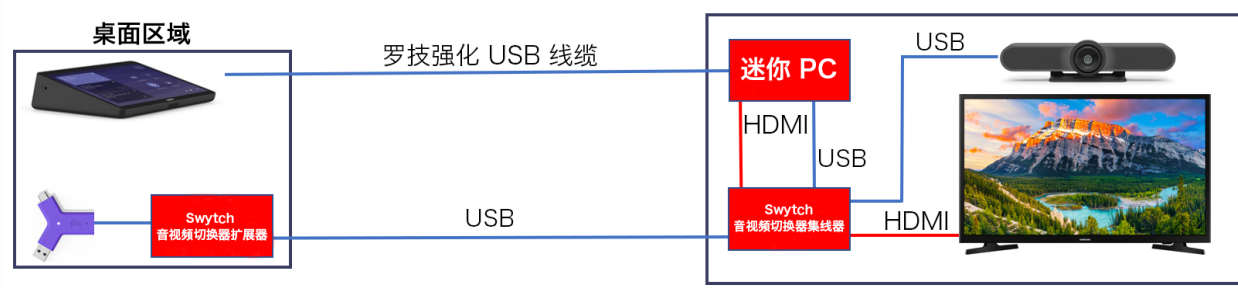 桌面区域
罗技强化 USB 线缆
迷你 PC
USB
HDMI
USB
Swytch
音视频切换器扩展器
USB
Swytch
音视频切换器集线器
HDMI